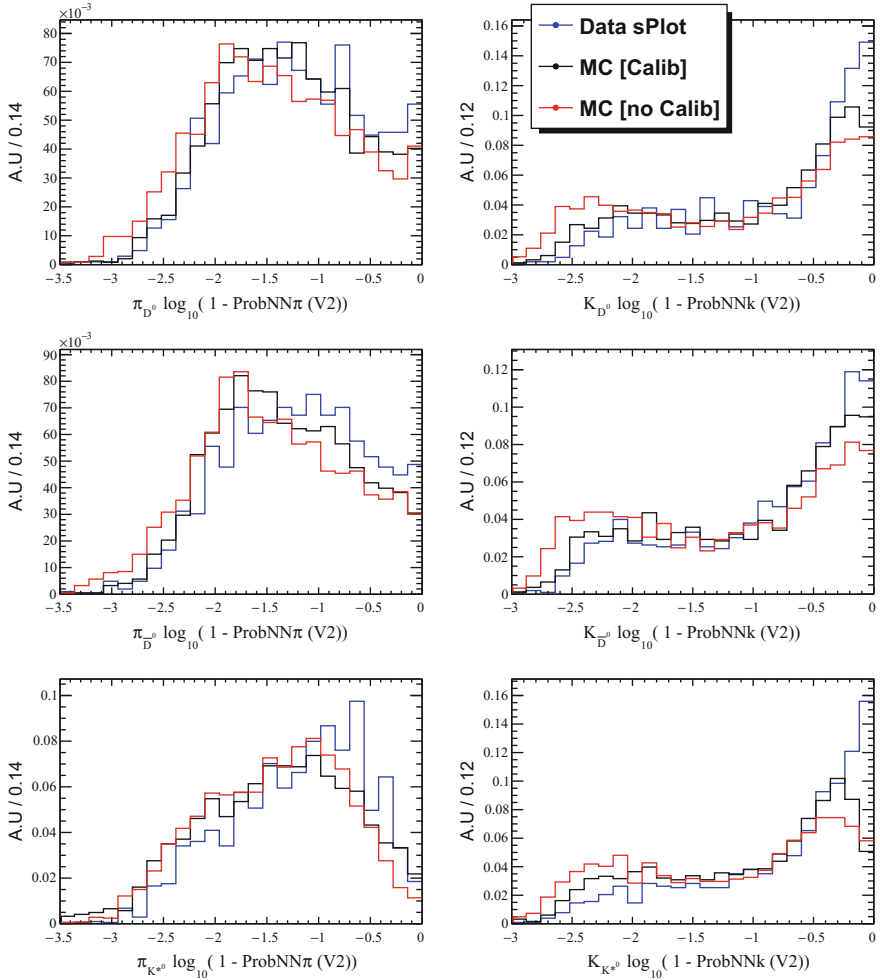 ×10⁻³
80
70
60
50
40
30
20
10
0
A.U / 0.14
-3.5 -3 -2.5 -2 -1.5 -1 -0.5 0
π_D⁰ log₁₀( 1 - ProbNNπ (V2))
0.16
0.14
0.12
0.1
0.08
0.06
0.04
0.02
0
A.U / 0.12
Data sPlot
MC [Calib]
MC [no Calib]
-3 -2.5 -2 -1.5 -1 -0.5 0
K_D⁰ log₁₀( 1 - ProbNNk (V2))
×10⁻³
90
80
70
60
50
40
30
20
10
0
A.U / 0.14
-3.5 -3 -2.5 -2 -1.5 -1 -0.5 0
π_D̅⁰ log₁₀( 1 - ProbNNπ (V2))
0.12
0.1
0.08
0.06
0.04
0.02
0
A.U / 0.12
-3 -2.5 -2 -1.5 -1 -0.5 0
K_D̅⁰ log₁₀( 1 - ProbNNk (V2))
0.1
0.08
0.06
0.04
0.02
0
A.U / 0.14
-3.5 -3 -2.5 -2 -1.5 -1 -0.5 0
π_K*⁰ log₁₀( 1 - ProbNNπ (V2))
0.16
0.14
0.12
0.1
0.08
0.06
0.04
0.02
0
A.U / 0.12
-3 -2.5 -2 -1.5 -1 -0.5 0
K_K*⁰ log₁₀( 1 - ProbNNk (V2))